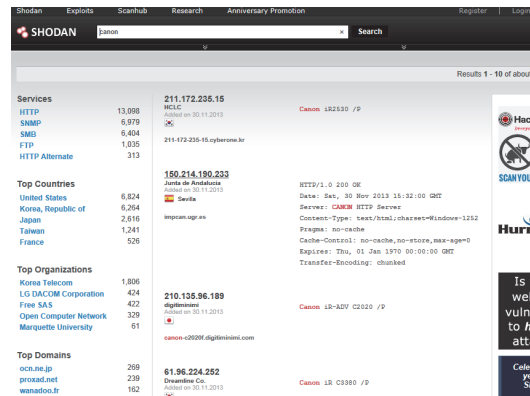 Shodan Exploits Scanhub Research Anniversary Promotion Register Login
SHODAN canon × Search
Results 1 - 10 of about
Services
HTTP 13,098
SNMP 6,979
SMB 6,404
FTP 1,035
HTTP Alternate 313
Top Countries
United States 6,824
Korea, Republic of 6,264
Japan 2,616
Taiwan 1,241
France 526
Top Organizations
Korea Telecom 1,806
LG DACOM Corporation 424
Free SAS 422
Open Computer Network 329
Marquette University 61
Top Domains
ocn.ne.jp 269
proxad.net 239
wanadoo.fr 162
211.172.235.15
HCLC
Added on 30.11.2013
211-172-235-15.cyberone.kr
Canon iR2530 /P
150.214.190.233
Junta de Andalucia
Added on 30.11.2013
Sevilla
impcan.ugr.es
HTTP/1.0 200 OK
Date: Sat, 30 Nov 2013 15:32:00 GMT
Server: CANON HTTP Server
Content-Type: text/html;charset=Windows-1252
Pragma: no-cache
Cache-Control: no-cache,no-store,max-age=0
Expires: Thu, 01 Jan 1970 00:00:00 GMT
Transfer-Encoding: chunked
210.135.96.189
digitiminimi
Added on 30.11.2013
canon-c2020f.digitiminimi.com
Canon iR-ADV C2020 /P
61.96.224.252
Dreamline Co.
Added on 30.11.2013
Canon iR C3380 /P
Hac
SCAN YOU
Hurri
Is
we
vuln
to h
atta
Cele
ye
S